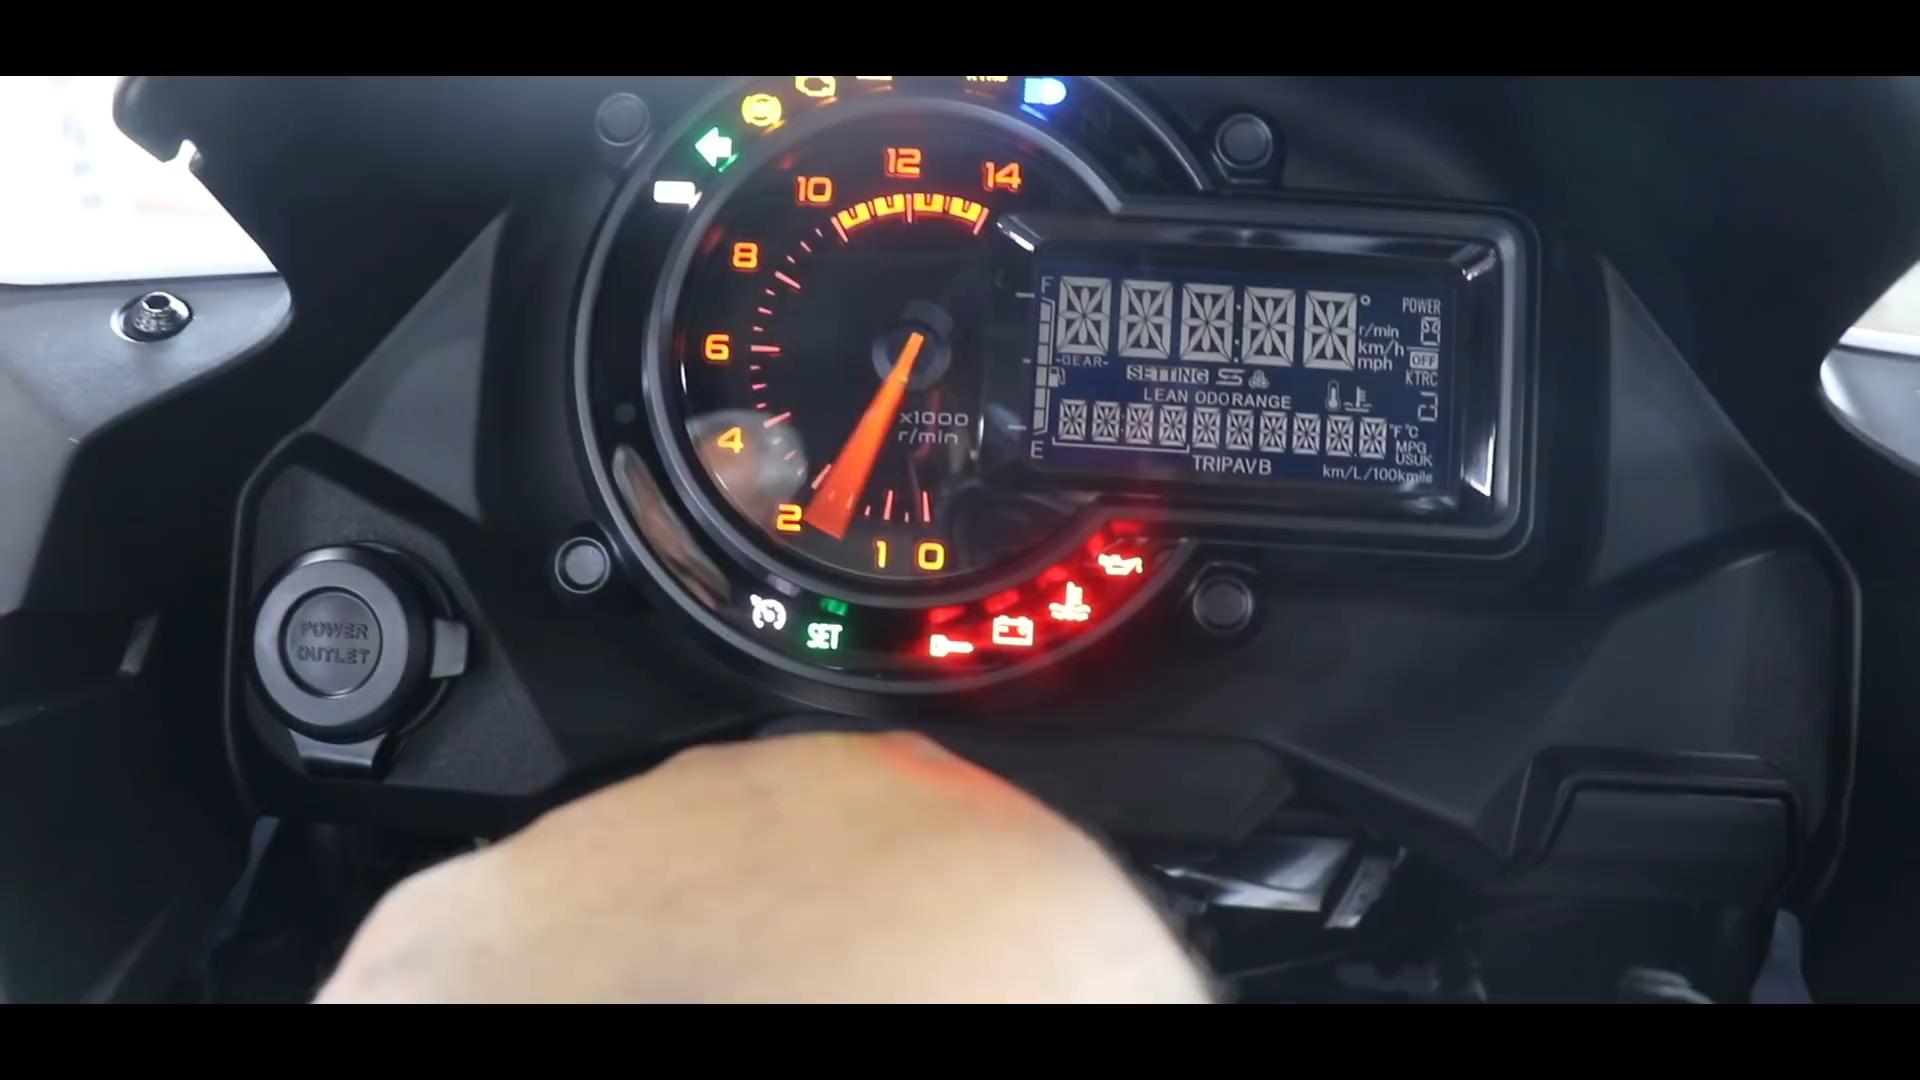 12
14
10
8
6
4
2
1
0
x1000
r/min
F
POWER
r/min
km/h
mph
-GEAR-
OFF
SETTING
KTRC
LEAN ODO RANGE
°F °C
MPG
USUK
E
TRIPAVB
km/L/100kmile
SET
POWER
OUTLET